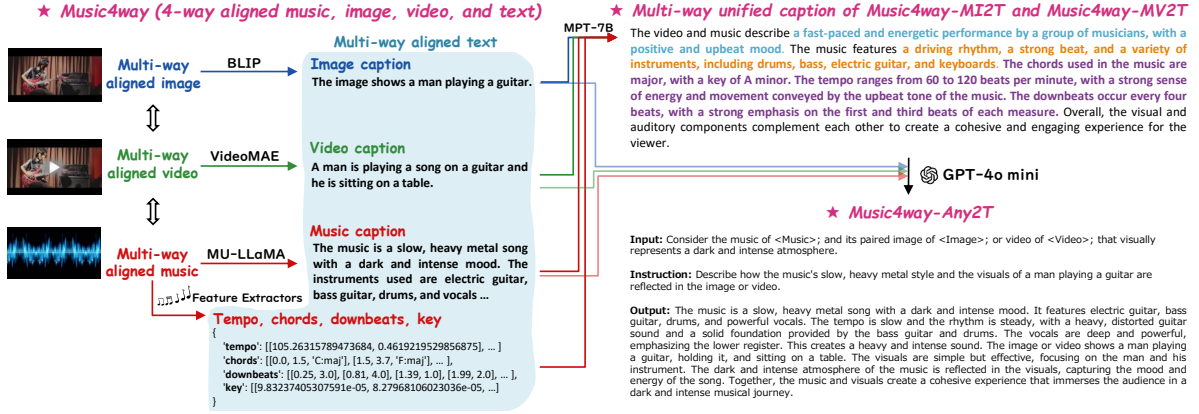 ★ Music4way (4-way aligned music, image, video, and text)
Multi-way aligned text
Multi-way
aligned image
BLIP
Image caption
The image shows a man playing a guitar.
Multi-way
aligned video
VideoMAE
Video caption
A man is playing a song on a guitar and
he is sitting on a table.
Multi-way
aligned music
MU-LLaMA
Music caption
The music is a slow, heavy metal song
with a dark and intense mood. The
instruments used are electric guitar,
bass guitar, drums, and vocals ...
Feature Extractors
Tempo, chords, downbeats, key
{
'tempo': [[105.26315789473684, 0.4619219529856875], ... ]
'chords': [[0.0, 1.5, 'C:maj'], [1.5, 3.7, 'F:maj'], ... ],
'downbeats': [[0.25, 3.0], [0.81, 4.0], [1.39, 1.0], [1.99, 2.0], ... ],
'key': [[9.83237405307591e-05, 8.27968106023036e-05, ...]
}
MPT-7B
★ Multi-way unified caption of Music4way-MI2T and Music4way-MV2T
The video and music describe a fast-paced and energetic performance by a group of musicians, with a
positive and upbeat mood. The music features a driving rhythm, a strong beat, and a variety of
instruments, including drums, bass, electric guitar, and keyboards. The chords used in the music are
major, with a key of A minor. The tempo ranges from 60 to 120 beats per minute, with a strong sense
of energy and movement conveyed by the upbeat tone of the music. The downbeats occur every four
beats, with a strong emphasis on the first and third beats of each measure. Overall, the visual and
auditory components complement each other to create a cohesive and engaging experience for the
viewer.
GPT-4o mini
★ Music4way-Any2T
Input: Consider the music of <Music>; and its paired image of <Image>; or video of <Video>; that visually
represents a dark and intense atmosphere.
Instruction: Describe how the music's slow, heavy metal style and the visuals of a man playing a guitar are
reflected in the image or video.
Output: The music is a slow, heavy metal song with a dark and intense mood. It features electric guitar, bass
guitar, drums, and powerful vocals. The tempo is slow and the rhythm is steady, with a heavy, distorted guitar
sound and a solid foundation provided by the bass guitar and drums. The vocals are deep and powerful,
emphasizing the lower register. This creates a heavy and intense sound. The image or video shows a man playing
a guitar, holding it, and sitting on a table. The visuals are simple but effective, focusing on the man and his
instrument. The dark and intense atmosphere of the music is reflected in the visuals, capturing the mood and
energy of the song. Together, the music and visuals create a cohesive experience that immerses the audience in a
dark and intense musical journey.